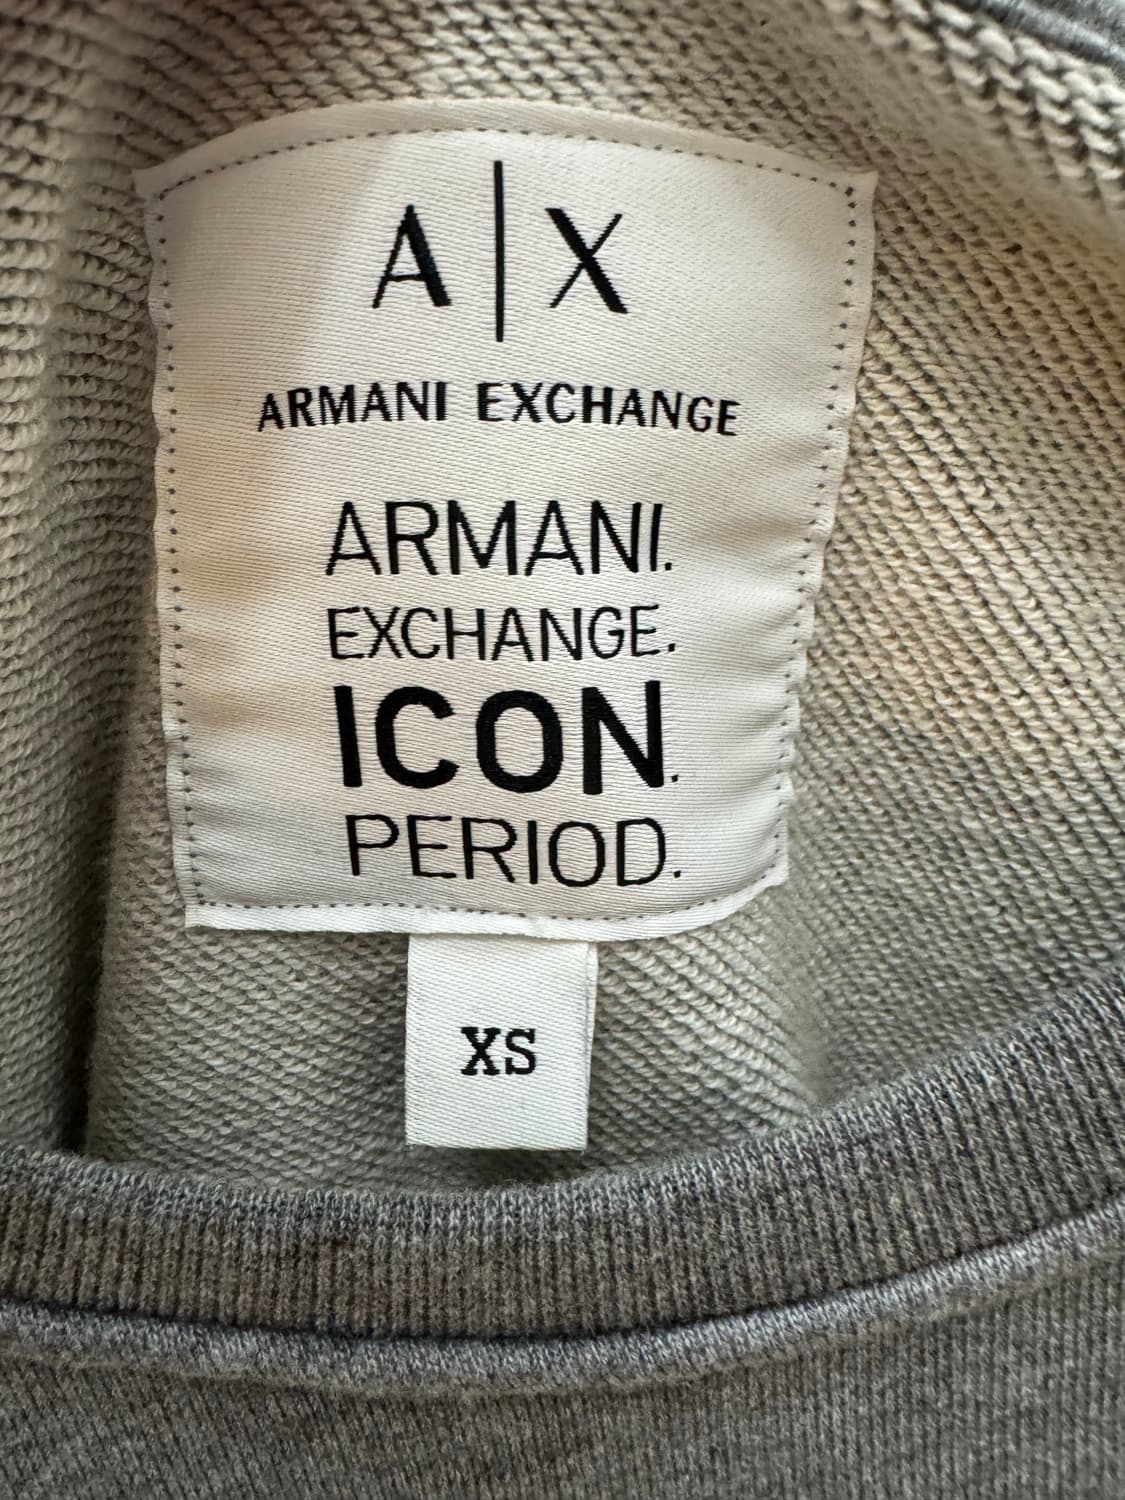 A|X
ARMANI EXCHANGE
ARMANI.
EXCHANGE.
ICON.
PERIOD.
XS